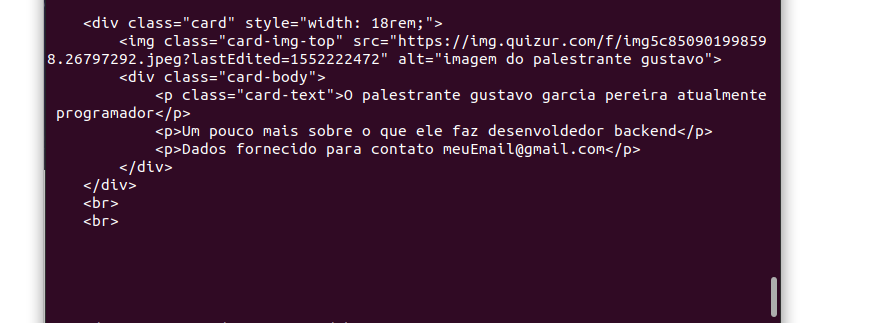 <div class="card" style="width: 18rem;">
<img class="card-img-top" src="https://img.quizur.com/f/img5c85090199859
8.26797292.jpeg?lastEdited=1552222472" alt="imagem do palestrante gustavo">
<div class="card-body">
<p class="card-text">O palestrante gustavo garcia pereira atualmente
programador</p>
<p>Um pouco mais sobre o que ele faz desenvoldedor backend</p>
<p>Dados fornecido para contato meuEmail@gmail.com</p>
</div>
</div>
<br>
<br>